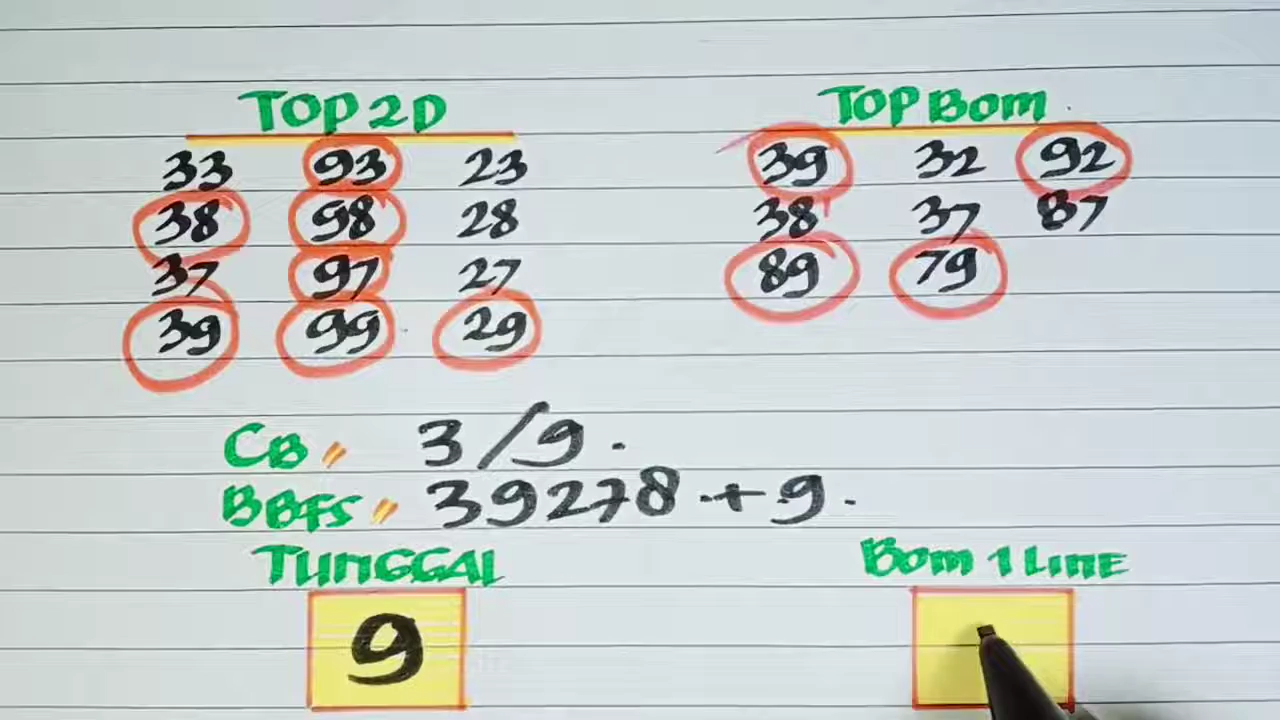 TOP 2D
33 93 23
38 98 28
37 97 27
39 99 29
TOP BOM
39 32 92
38 37 87
89 79
CB 3/9.
BBFS 39278 + 9.
TUNGGAL
9
BOM 1 LINE